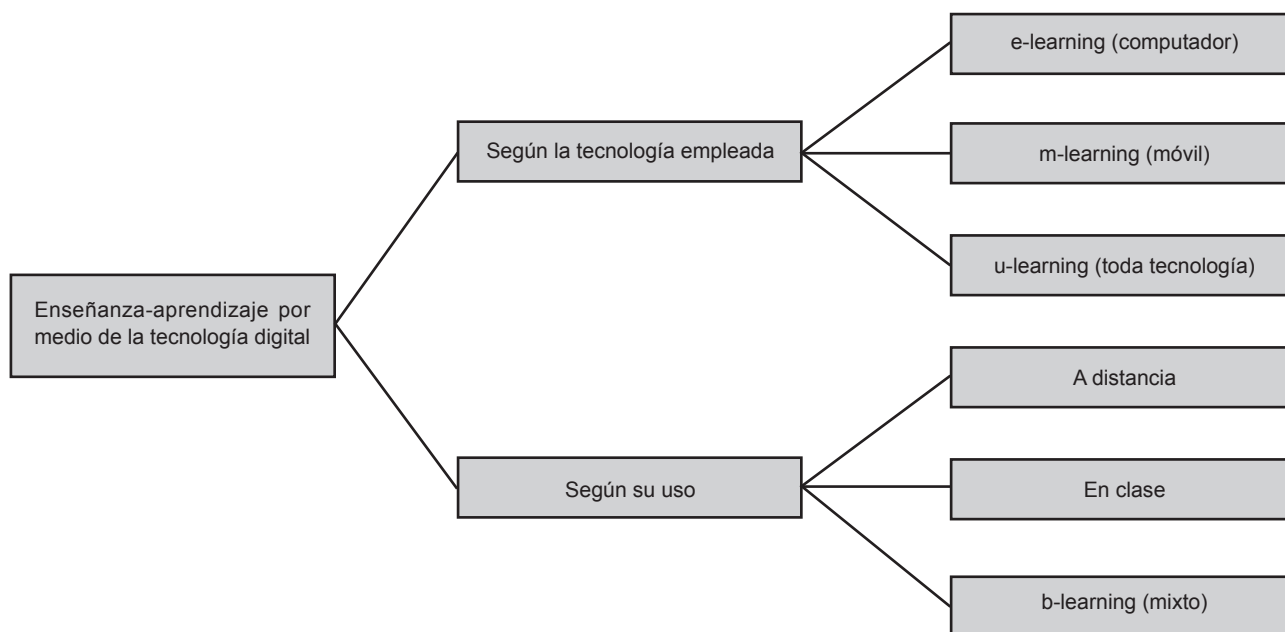 Enseñanza-aprendizaje por
medio de la tecnología digital
Según la tecnología empleada
e-learning (computador)
m-learning (móvil)
u-learning (toda tecnología)
Según su uso
A distancia
En clase
b-learning (mixto)